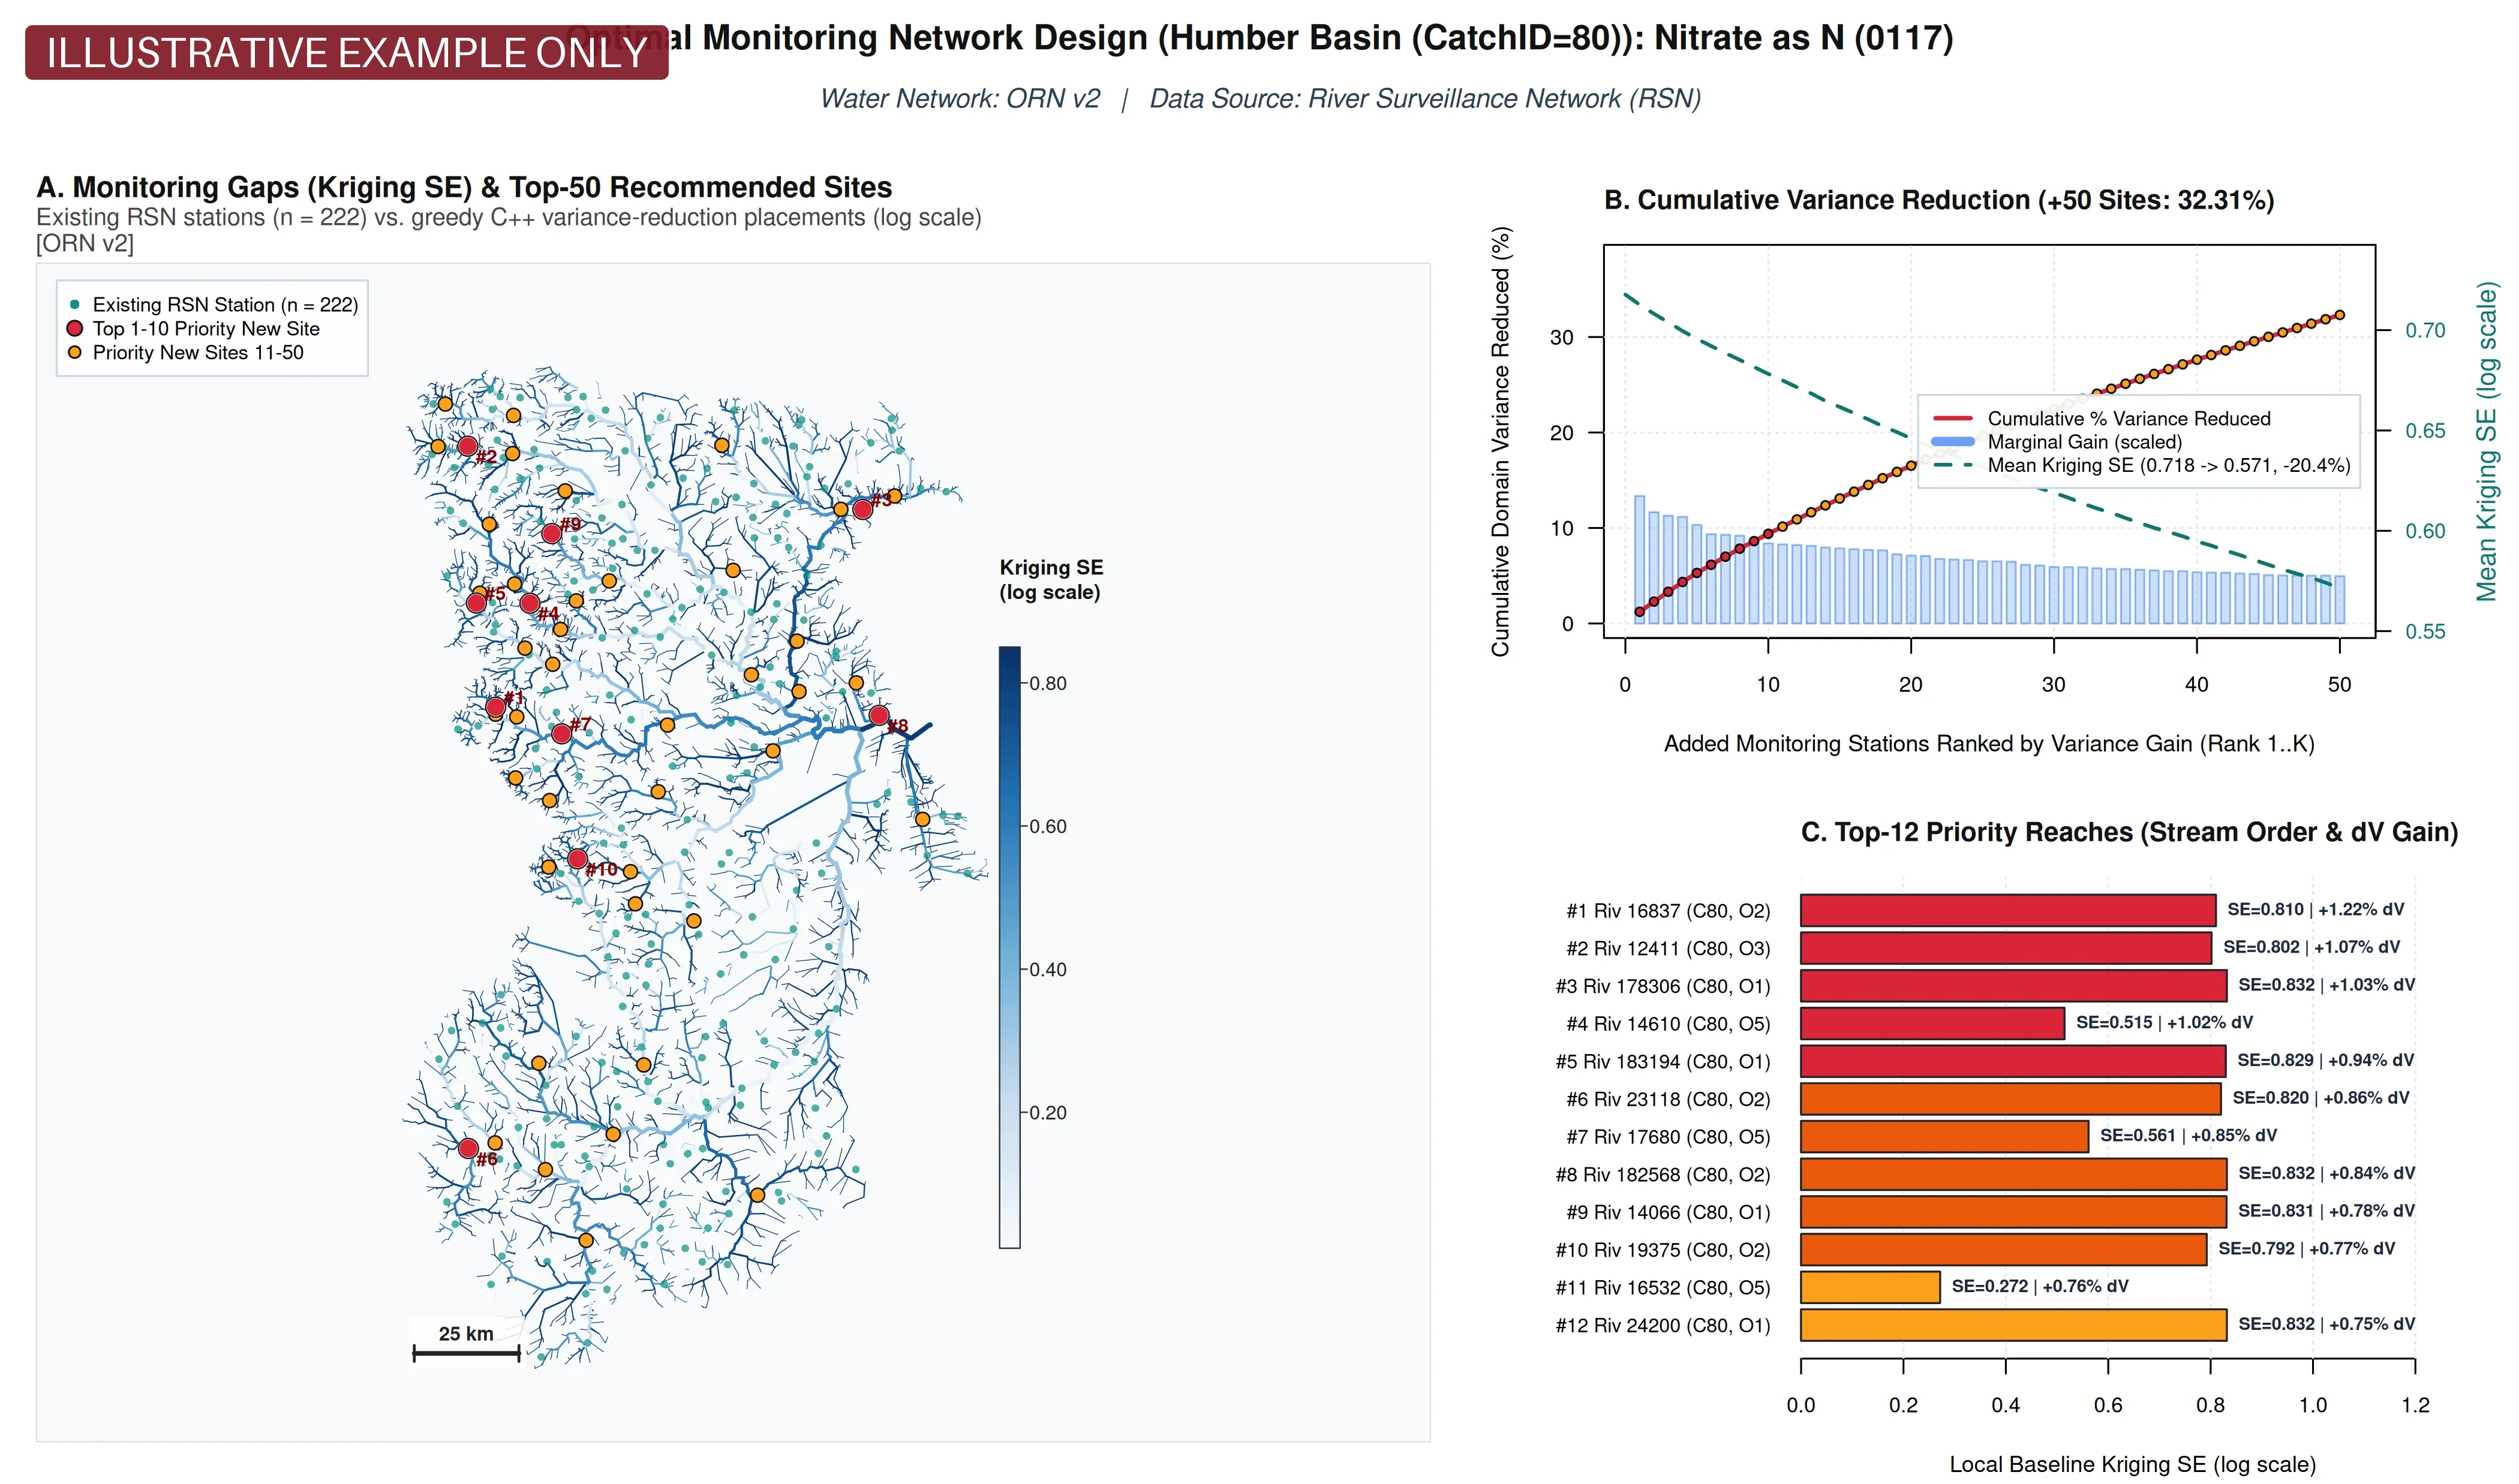 ILLUSTRATIVE EXAMPLE ONLY
Optimal Monitoring Network Design (Humber Basin (CatchID=80)): Nitrate as N (0117)
Water Network: ORN v2 | Data Source: River Surveillance Network (RSN)
A. Monitoring Gaps (Kriging SE) & Top-50 Recommended Sites
Existing RSN stations (n = 222) vs. greedy C++ variance-reduction placements (log scale)
[ORN v2]
Existing RSN Station (n = 222)
Top 1-10 Priority New Site
Priority New Sites 11-50
#2
#3
#9
#5
#4
#1
#7
#8
#10
#6
Kriging SE
(log scale)
0.80
0.60
0.40
0.20
25 km
B. Cumulative Variance Reduction (+50 Sites: 32.31%)
Cumulative Domain Variance Reduced (%)
30
20
10
0
Cumulative % Variance Reduced
Marginal Gain (scaled)
Mean Kriging SE (0.718 -> 0.571, -20.4%)
0.70
0.65
0.60
0.55
Mean Kriging SE (log scale)
0 10 20 30 40 50
Added Monitoring Stations Ranked by Variance Gain (Rank 1..K)
C. Top-12 Priority Reaches (Stream Order & dV Gain)
#1 Riv 16837 (C80, O2) SE=0.810 | +1.22% dV
#2 Riv 12411 (C80, O3) SE=0.802 | +1.07% dV
#3 Riv 178306 (C80, O1) SE=0.832 | +1.03% dV
#4 Riv 14610 (C80, O5) SE=0.515 | +1.02% dV
#5 Riv 183194 (C80, O1) SE=0.829 | +0.94% dV
#6 Riv 23118 (C80, O2) SE=0.820 | +0.86% dV
#7 Riv 17680 (C80, O5) SE=0.561 | +0.85% dV
#8 Riv 182568 (C80, O2) SE=0.832 | +0.84% dV
#9 Riv 14066 (C80, O1) SE=0.831 | +0.78% dV
#10 Riv 19375 (C80, O2) SE=0.792 | +0.77% dV
#11 Riv 16532 (C80, O5) SE=0.272 | +0.76% dV
#12 Riv 24200 (C80, O1) SE=0.832 | +0.75% dV
0.0 0.2 0.4 0.6 0.8 1.0 1.2
Local Baseline Kriging SE (log scale)